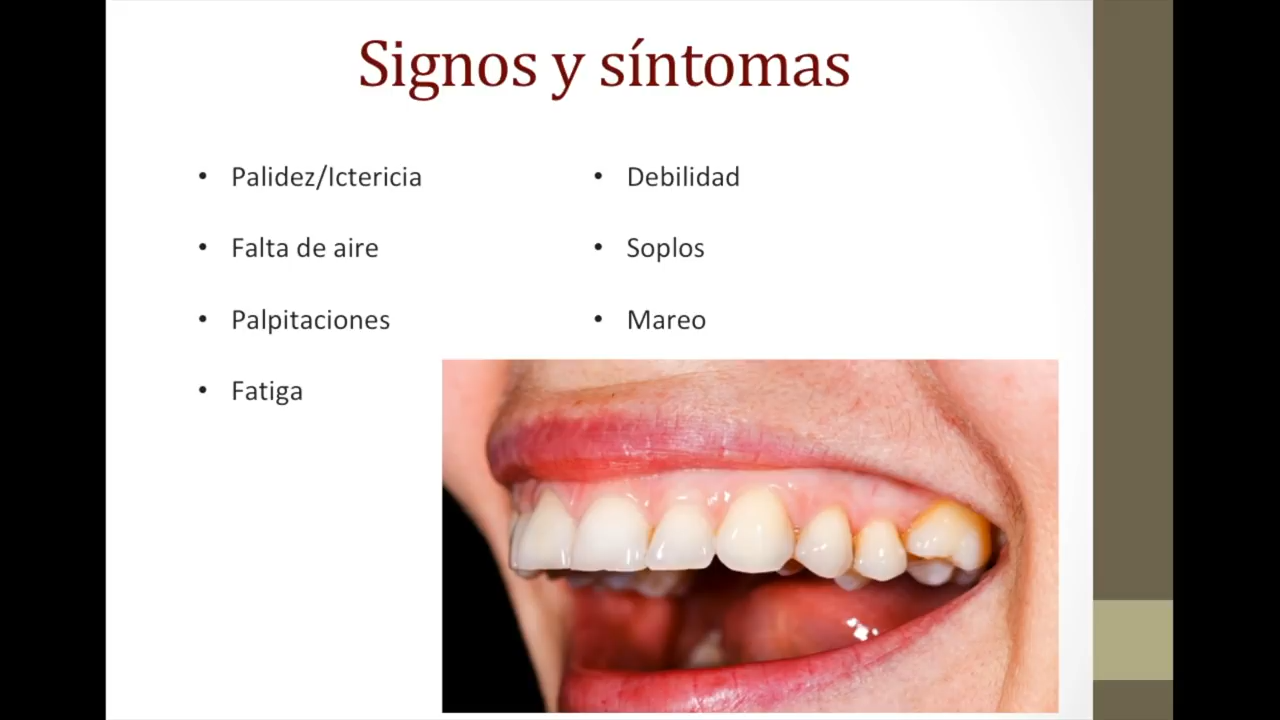 Signos y síntomas
• Palidez/Ictericia
• Falta de aire
• Palpitaciones
• Fatiga
• Debilidad
• Soplos
• Mareo